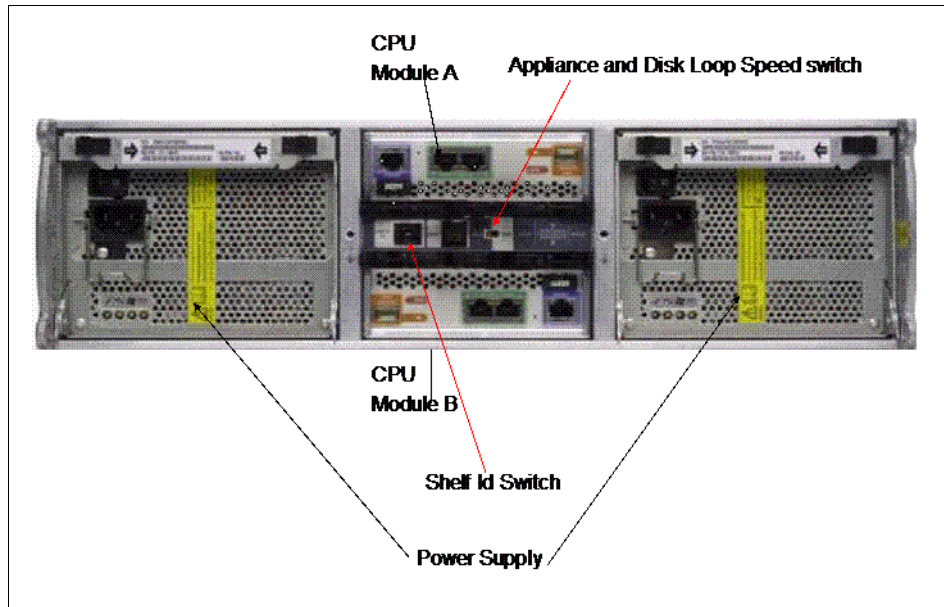 CPU
Module A
Appliance and Disk Loop Speed switch
CPU
Module B
Shelf Id Switch
Power Supply